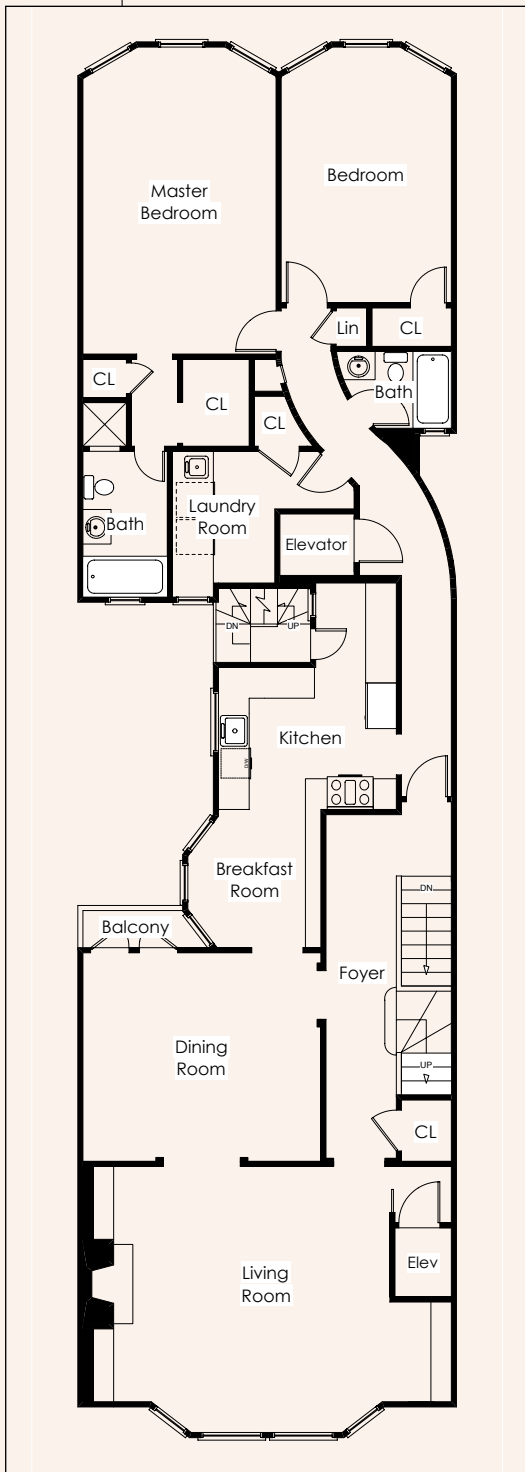 Master
Bedroom
Bedroom
Lin
CL
CL
CL
Bath
CL
Laundry
Room
Bath
Elevator
DN
UP
Kitchen
DW
Breakfast
Room
DN
Balcony
Foyer
Dining
Room
UP
CL
Elev
Living
Room